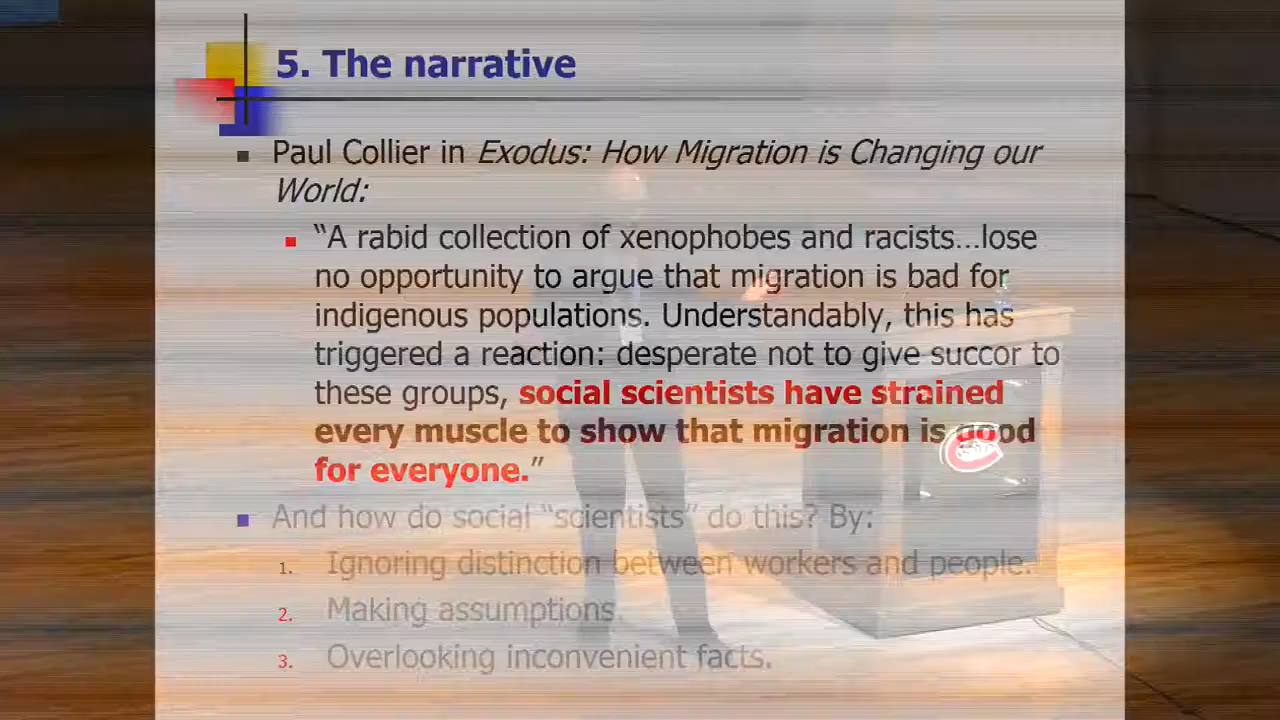 5. The narrative
Paul Collier in Exodus: How Migration is Changing our
World:
“A rabid collection of xenophobes and racists…lose
no opportunity to argue that migration is bad for
indigenous populations. Understandably, this has
triggered a reaction: desperate not to give succor to
these groups, social scientists have strained
every muscle to show that migration is good
for everyone.”
And how do social “scientists” do this? By:
1. Ignoring distinction between workers and people.
2. Making assumptions.
3. Overlooking inconvenient facts.